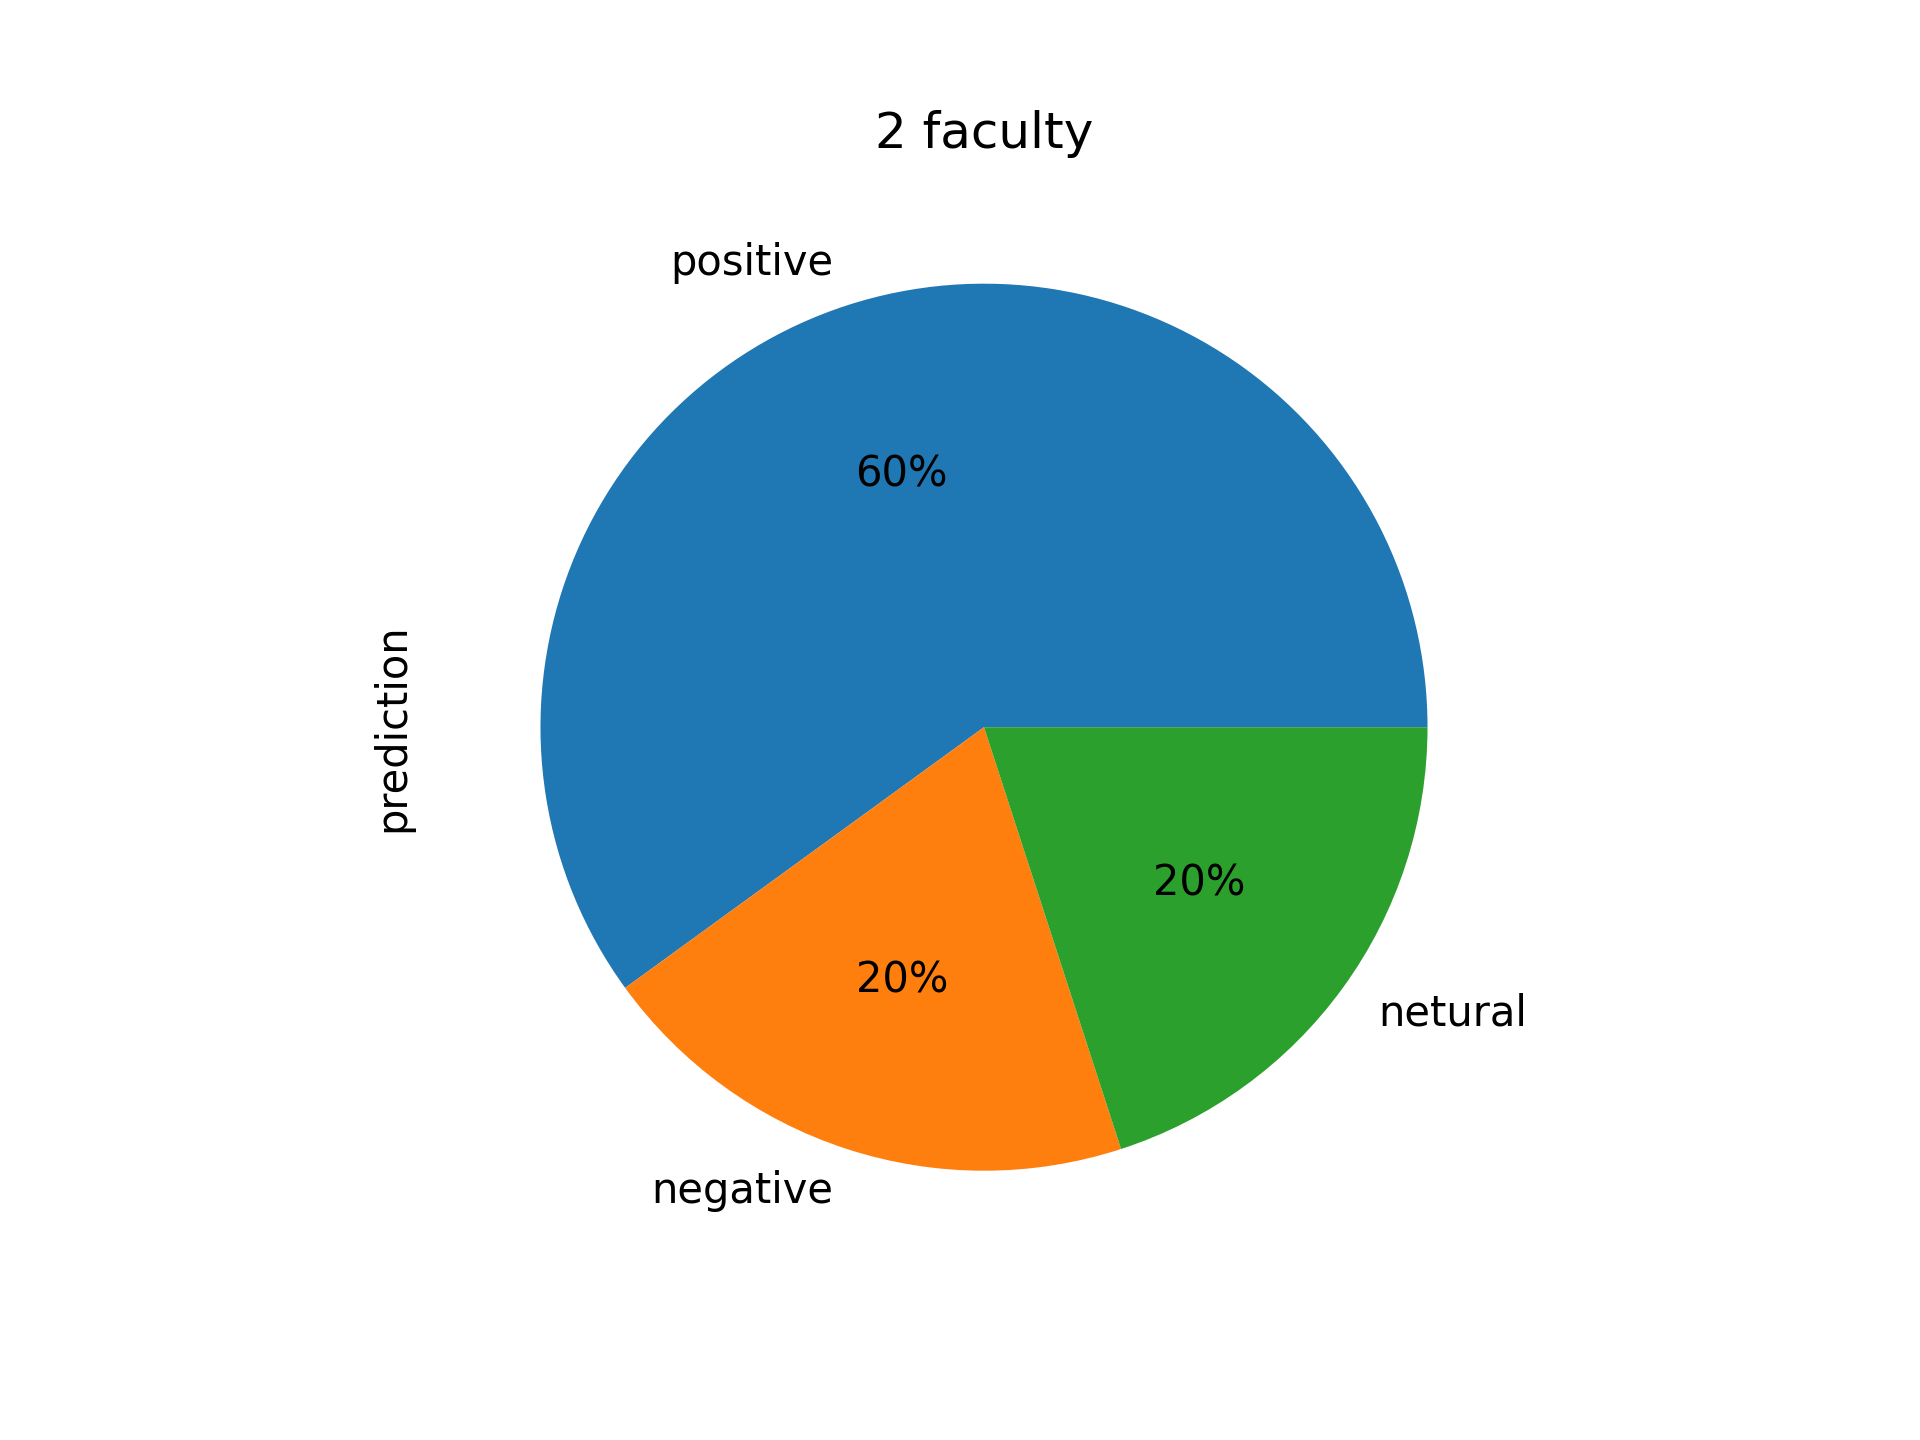 2 faculty
positive
60%
prediction
20%
netural
20%
negative